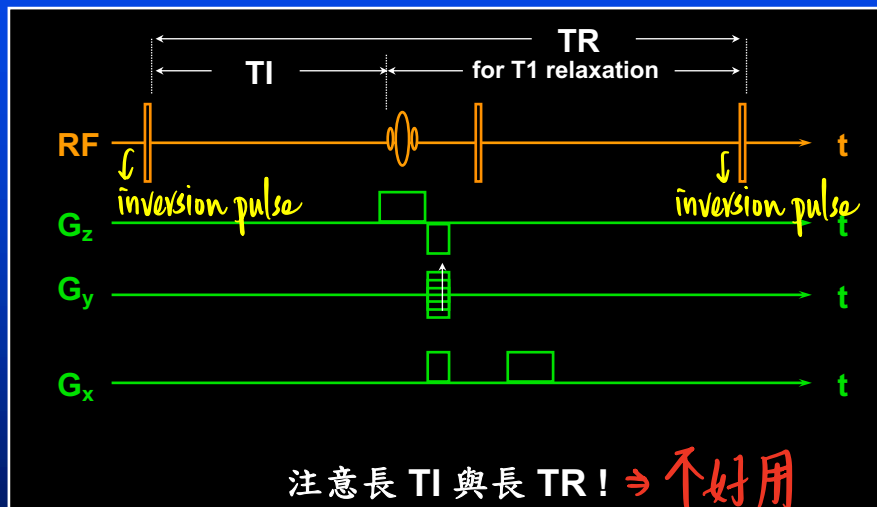 TR
TI
for T1 relaxation
RF t
inversion pulse inversion pulse
Gz t
Gy t
Gx t
注意長 TI 與長 TR ! ⇒ 不好用